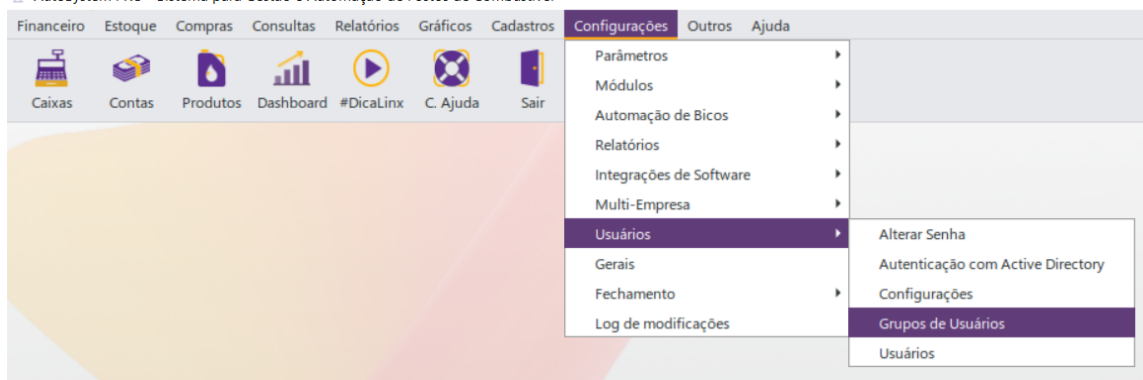 Financeiro Estoque Compras Consultas Relatórios Gráficos Cadastros Configurações Outros Ajuda
Caixas Contas Produtos Dashboard #DicaLinx C. Ajuda Sair
Parâmetros
Módulos
Automação de Bicos
Relatórios
Integrações de Software
Multi-Empresa
Usuários
Gerais
Fechamento
Log de modificações
Alterar Senha
Autenticação com Active Directory
Configurações
Grupos de Usuários
Usuários